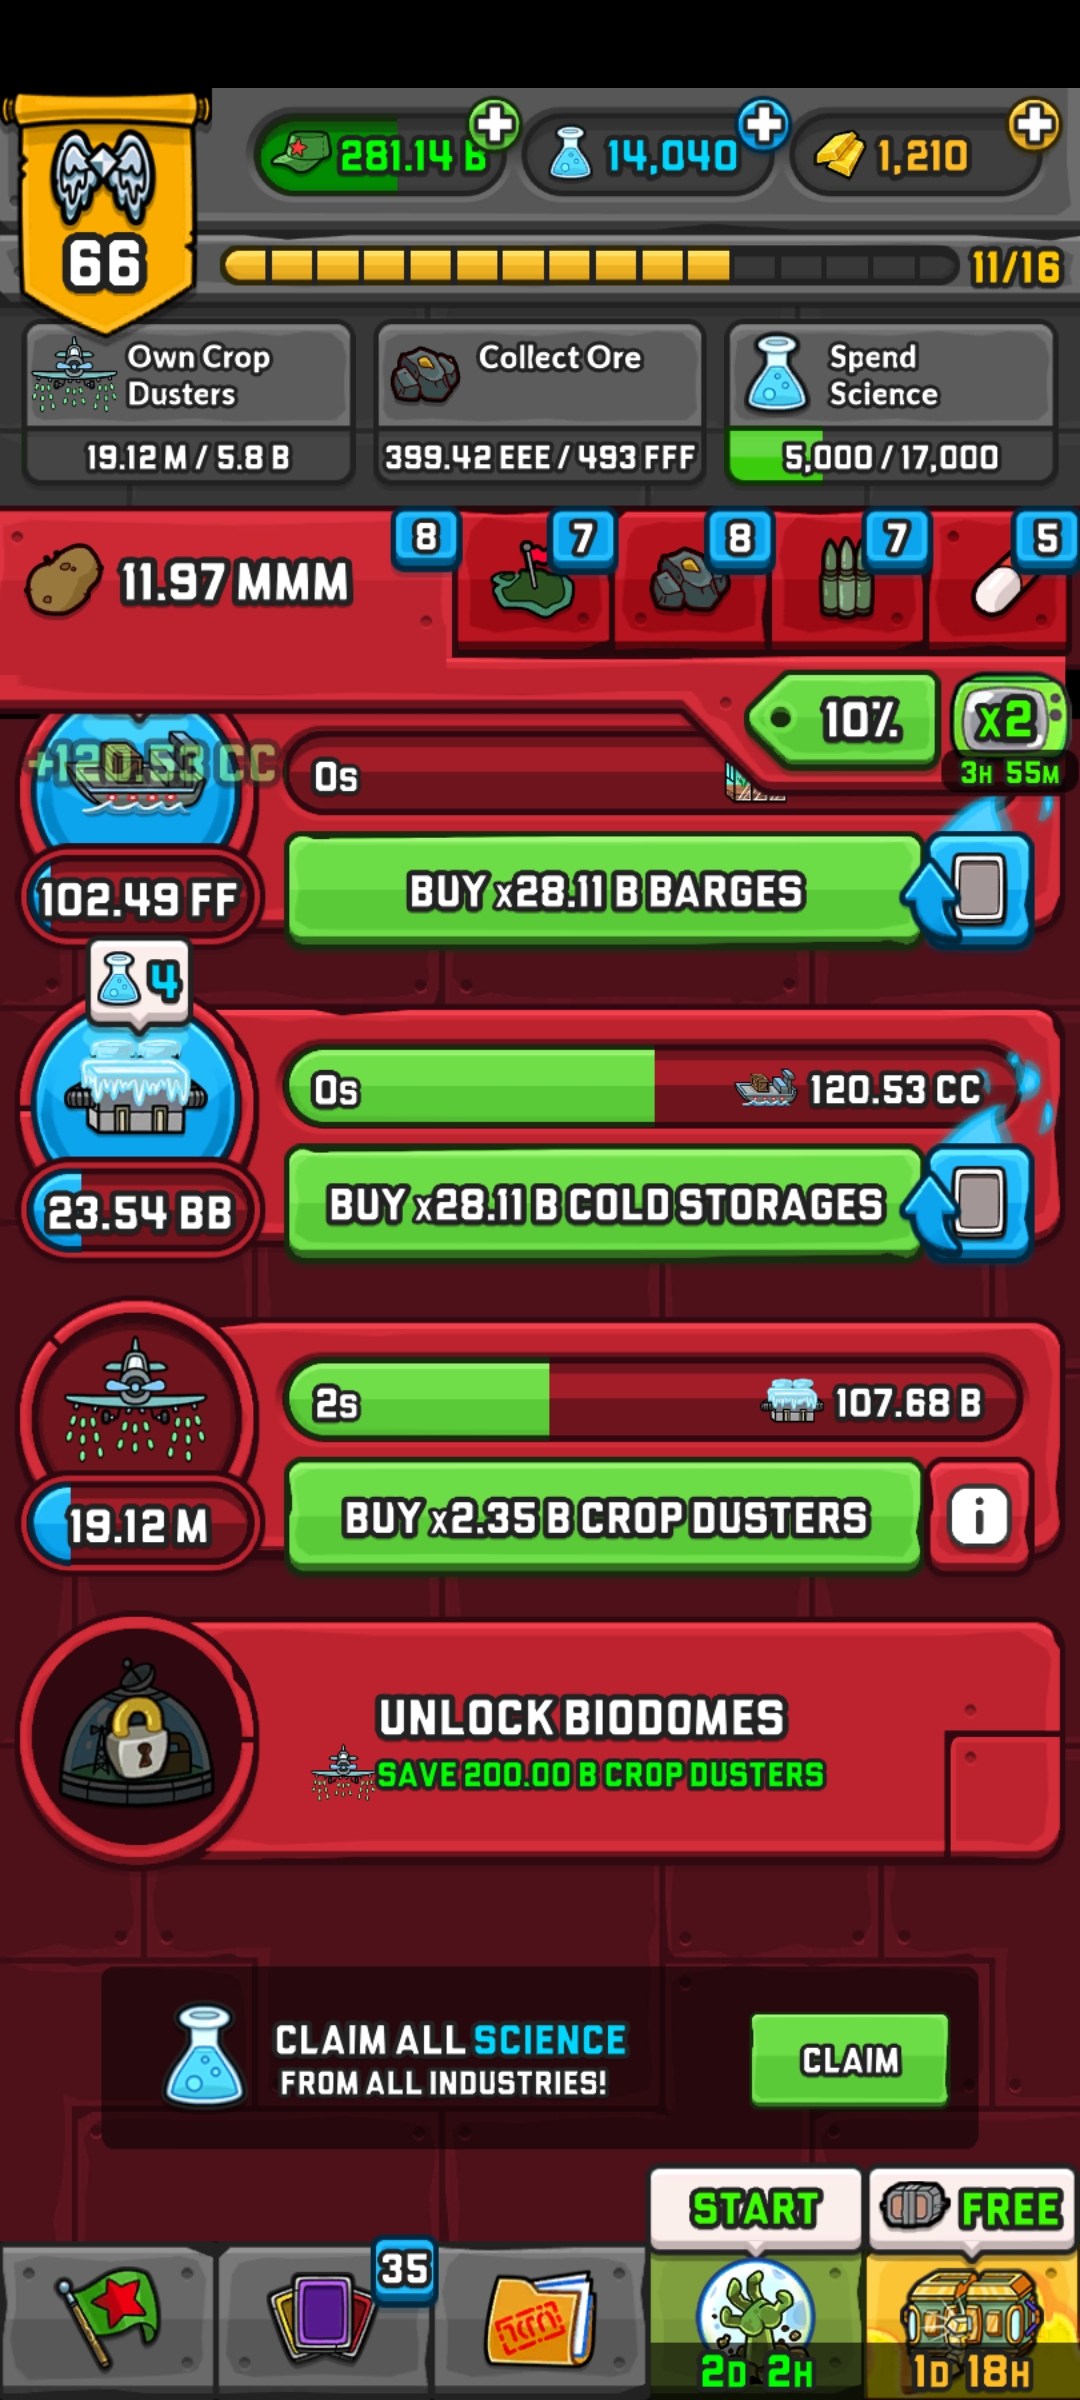 281.14 B
14,040
1,210
66
11/16
Own Crop
Dusters
19.12 M / 5.8 B
Collect Ore
399.42 EEE / 493 FFF
Spend
Science
5,000 / 17,000
11.97 MMM
8
7
8
7
5
10%
x2
3H 55M
+120.53 CC
0s
102.49 FF
BUY x28.11 B BARGES
4
0s
120.53 CC
23.54 BB
BUY x28.11 B COLD STORAGES
2s
107.68 B
19.12 M
BUY x2.35 B CROP DUSTERS
i
UNLOCK BIODOMES
SAVE 200.00 B CROP DUSTERS
CLAIM ALL SCIENCE
FROM ALL INDUSTRIES!
CLAIM
START
FREE
35
2D 2H
1D 18H